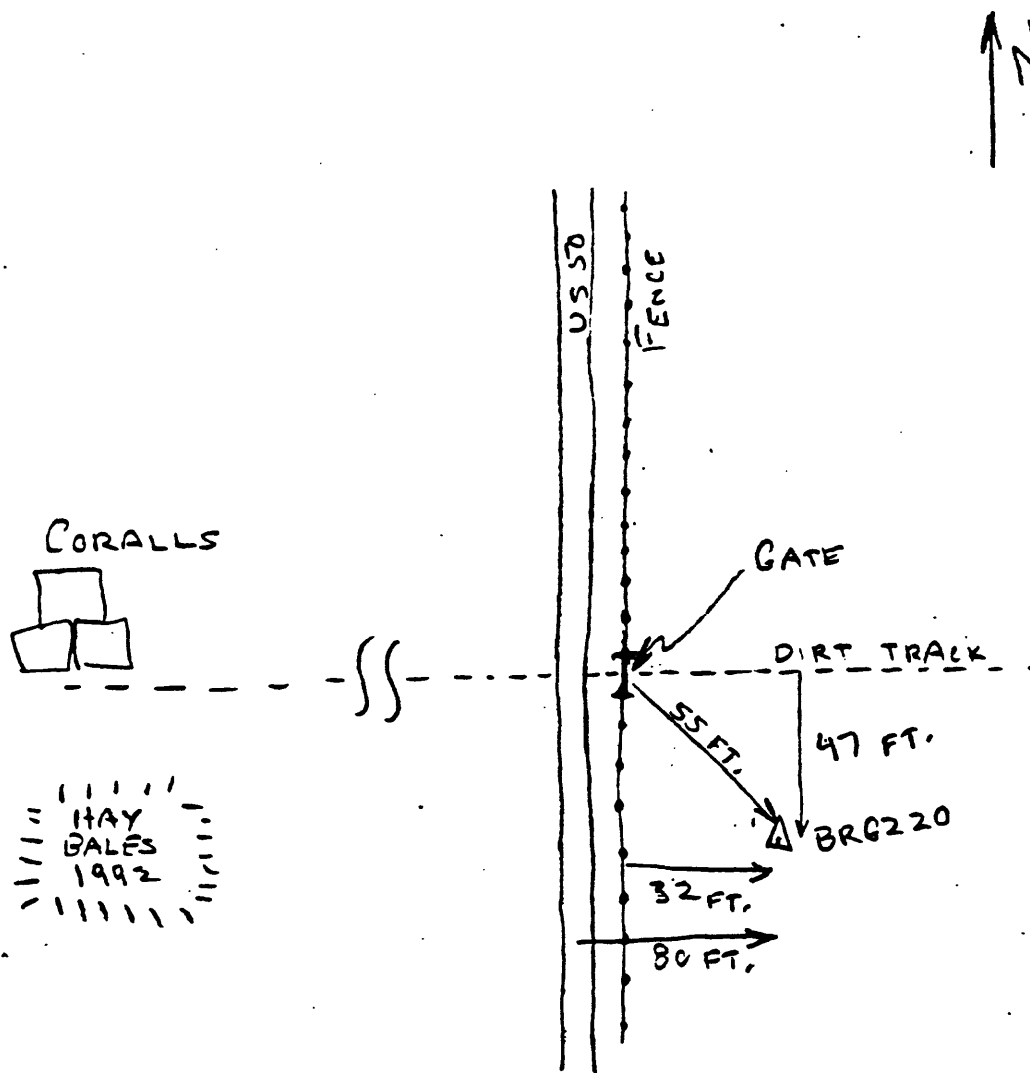 N
US 50
FENCE
CORALLS
GATE
DIRT TRACK
55 FT.
47 FT.
BRG220
HAY
BALES
1992
32 FT.
80 FT.